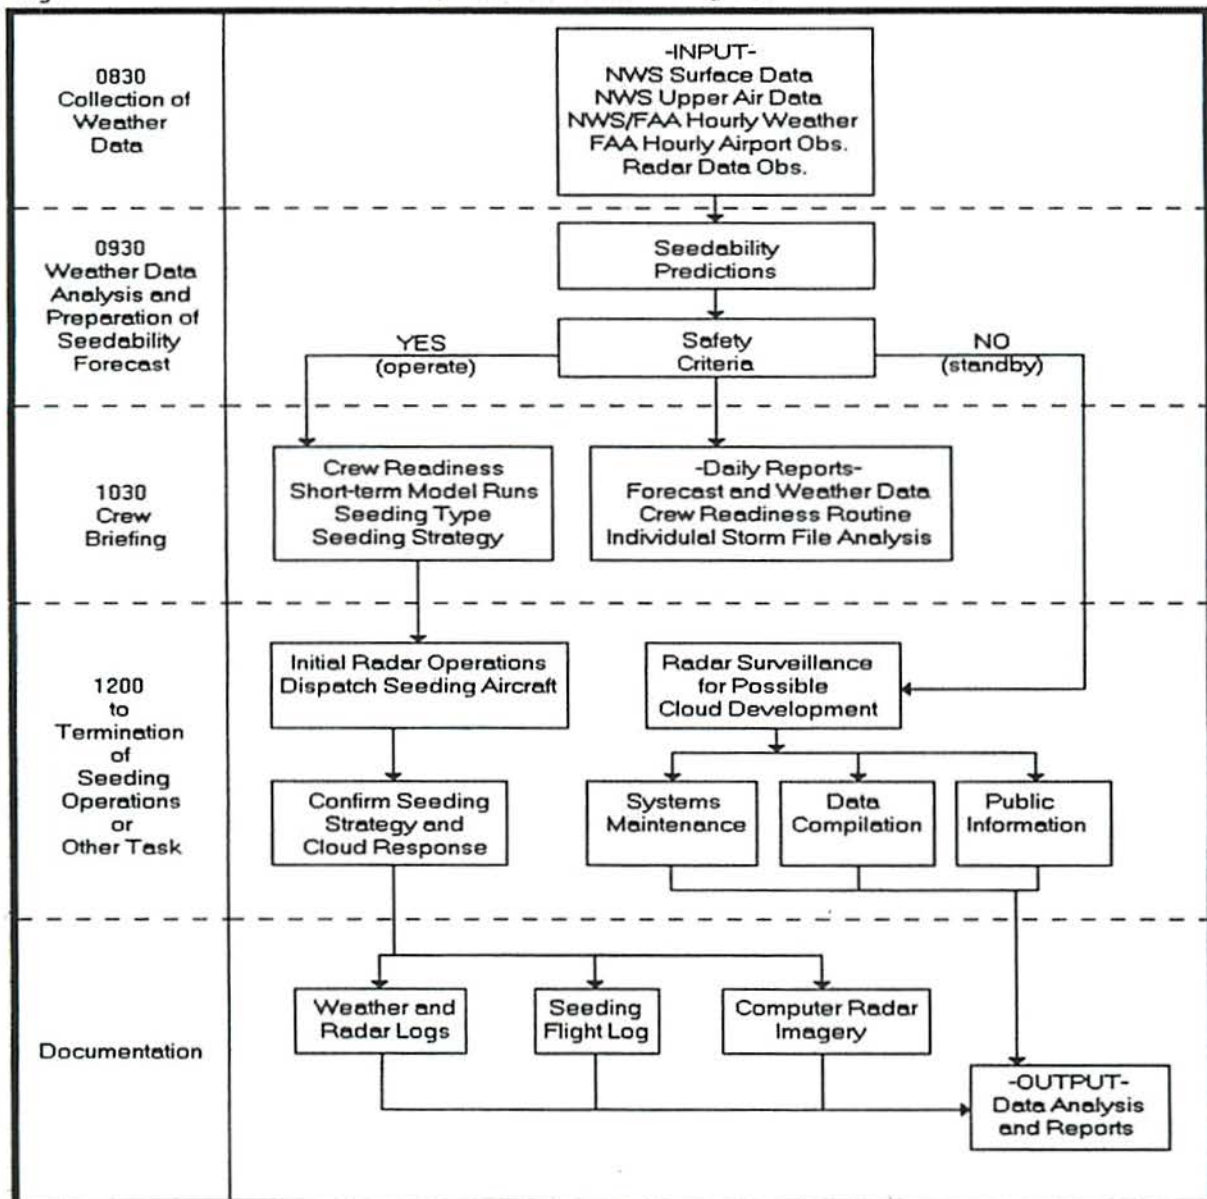 0830
Collection of
Weather
Data
-INPUT-
NWS Surface Data
NWS Upper Air Data
NWS/FAA Hourly Weather
FAA Hourly Airport Obs.
Radar Data Obs.
0930
Weather Data
Analysis and
Preparation of
Seedability
Forecast
Seedability
Predictions
YES
(operate)
Safety
Criteria
NO
(standby)
1030
Crew
Briefing
Crew Readiness
Short-term Model Runs
Seeding Type
Seeding Strategy
-Daily Reports-
Forecast and Weather Data
Crew Readiness Routine
Individulal Storm File Analysis
1200
to
Termination
of
Seeding
Operations
or
Other Task
Initial Radar Operations
Dispatch Seeding Aircraft
Radar Surveillance
for Possible
Cloud Development
Confirm Seeding
Strategy and
Cloud Response
Systems
Maintenance
Data
Compilation
Public
Information
Documentation
Weather and
Radar Logs
Seeding
Flight Log
Computer Radar
Imagery
-OUTPUT-
Data Analysis
and Reports